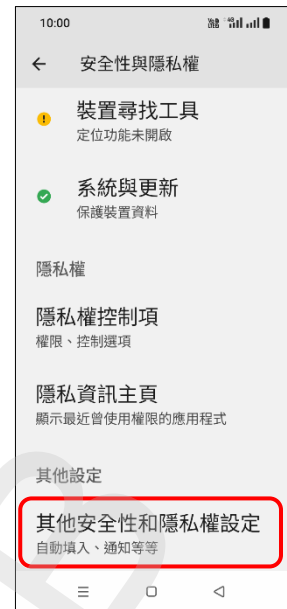 10:00
安全性與隱私權
裝置尋找工具
定位功能未開啟
系統與更新
保護裝置資料
隱私權
隱私權控制項
權限、控制選項
隱私資訊主頁
顯示最近曾使用權限的應用程式
其他設定
其他安全性和隱私權設定
自動填入、通知等等